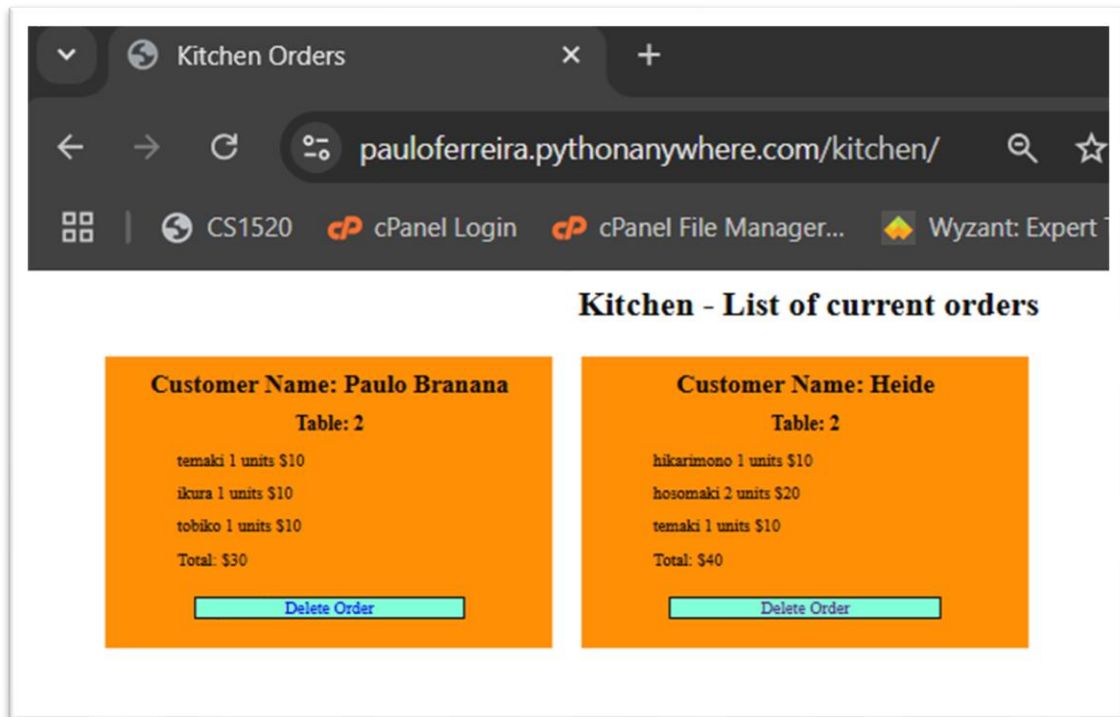 Kitchen Orders
pauloferreira.pythonanywhere.com/kitchen/
CS1520 cPanel Login cPanel File Manager... Wyzant: Expert
Kitchen - List of current orders
Customer Name: Paulo Branana
Table: 2
temaki 1 units $10
ikura 1 units $10
tobiko 1 units $10
Total: $30
Delete Order
Customer Name: Heide
Table: 2
hikarimono 1 units $10
hosomaki 2 units $20
temaki 1 units $10
Total: $40
Delete Order